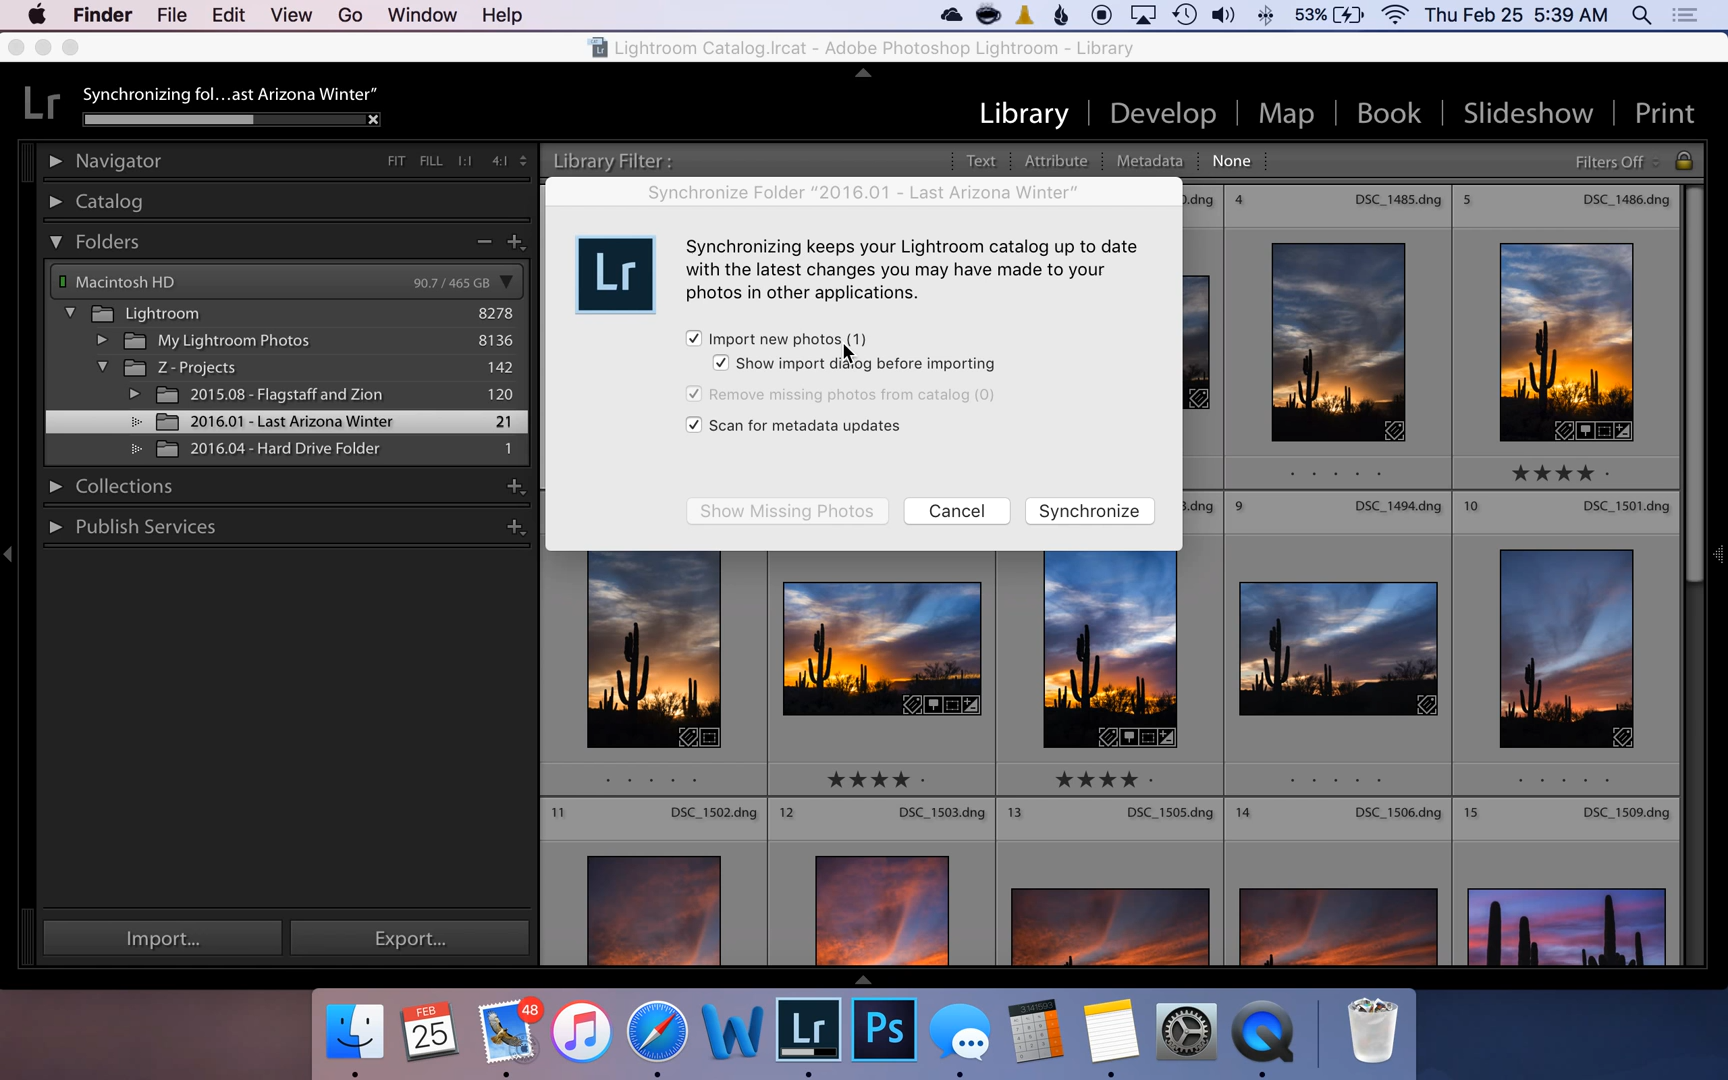 Finder File Edit View Go Window Help 53% Thu Feb 25 5:39 AM
Lightroom Catalog.lrcat - Adobe Photoshop Lightroom - Library
Lr
Synchronizing fol...ast Arizona Winter”
Library | Develop | Map | Book | Slideshow | Print
Navigator FIT FILL 1:1 4:1
Library Filter : Text Attribute Metadata None Filters Off
Catalog
Folders
Macintosh HD 90.7 / 465 GB
Lightroom 8278
My Lightroom Photos 8136
Z - Projects 142
2015.08 - Flagstaff and Zion 120
2016.01 - Last Arizona Winter 21
2016.04 - Hard Drive Folder 1
Collections
Publish Services
Import...
Export...
Synchronize Folder “2016.01 - Last Arizona Winter”
Lr
Synchronizing keeps your Lightroom catalog up to date
with the latest changes you may have made to your
photos in other applications.
Import new photos (1)
Show import dialog before importing
Remove missing photos from catalog (0)
Scan for metadata updates
Show Missing Photos
Cancel
Synchronize
.dng 4 DSC_1485.dng 5 DSC_1486.dng
.dng 9 DSC_1494.dng 10 DSC_1501.dng
11 DSC_1502.dng 12 DSC_1503.dng 13 DSC_1505.dng 14 DSC_1506.dng 15 DSC_1509.dng
FEB
25
48
W
Lr
Ps
3.141593